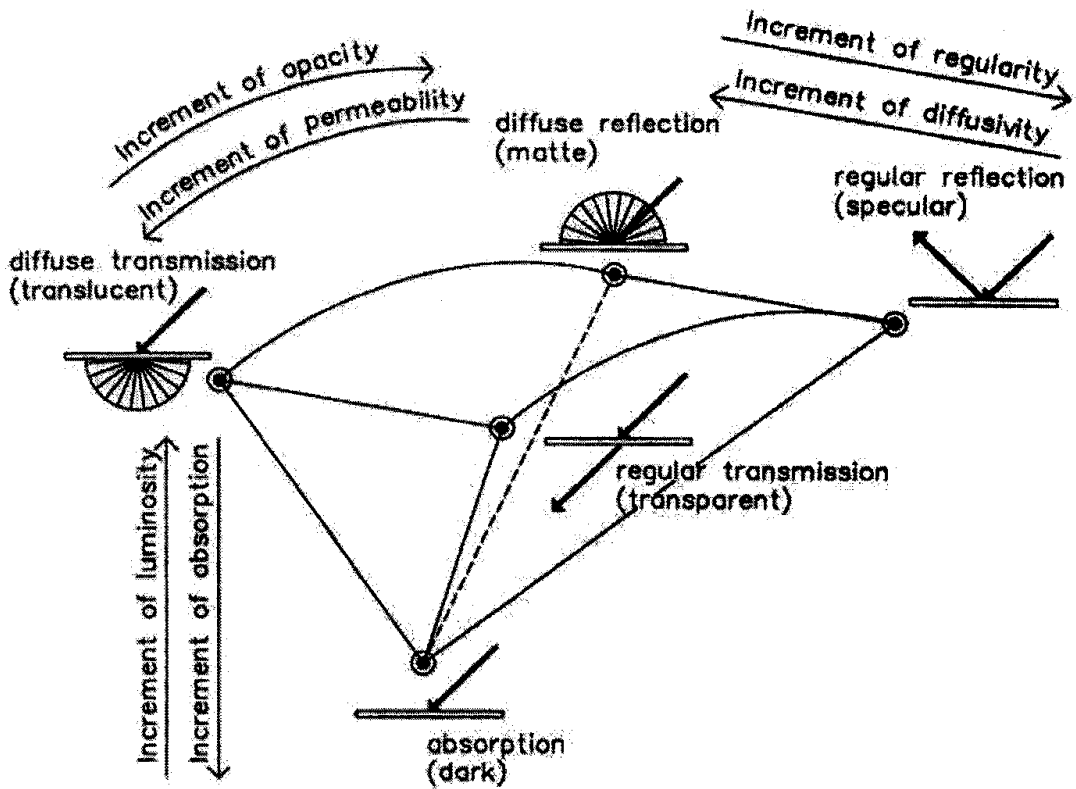 Increment of opacity
Increment of permeability
Increment of regularity
Increment of diffusivity
diffuse reflection
(matte)
regular reflection
(specular)
diffuse transmission
(translucent)
regular transmission
(transparent)
Increment of luminosity
Increment of absorption
absorption
(dark)